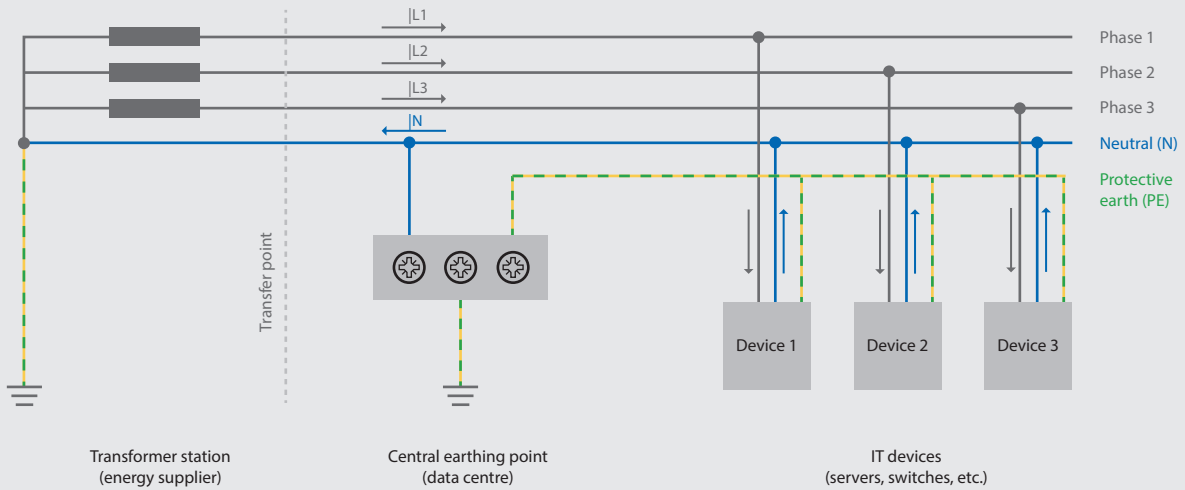 |L1
Phase 1
|L2
Phase 2
|L3
Phase 3
|N
Neutral (N)
Protective
earth (PE)
Transfer point
Device 1
Device 2
Device 3
Transformer station
(energy supplier)
Central earthing point
(data centre)
IT devices
(servers, switches, etc.)